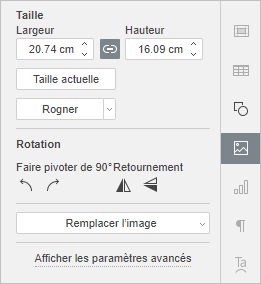 Taille
Largeur Hauteur
20.74 cm 16.09 cm
Taille actuelle
Rogner
Rotation
Faire pivoter de 90° Retournement
Remplacer l'image
Afficher les paramètres avancés
Ta